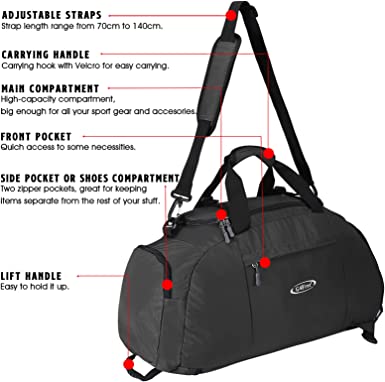 ADJUSTABLE STRAPS
Strap length range from 70cm to 140cm.
CARRYING HANDLE
Carrying hook with Velcro for easy carrying.
MAIN COMPARTMENT
High-capacity compartment,
big enough for all your sport gear and accesories.
FRONT POCKET
Quick access to some necessities.
SIDE POCKET OR SHOES COMPARTMENT
Two zipper pockets, great for keeping
items separate from the rest of your stuff.
LIFT HANDLE
Easy to hold it up.
G4Free